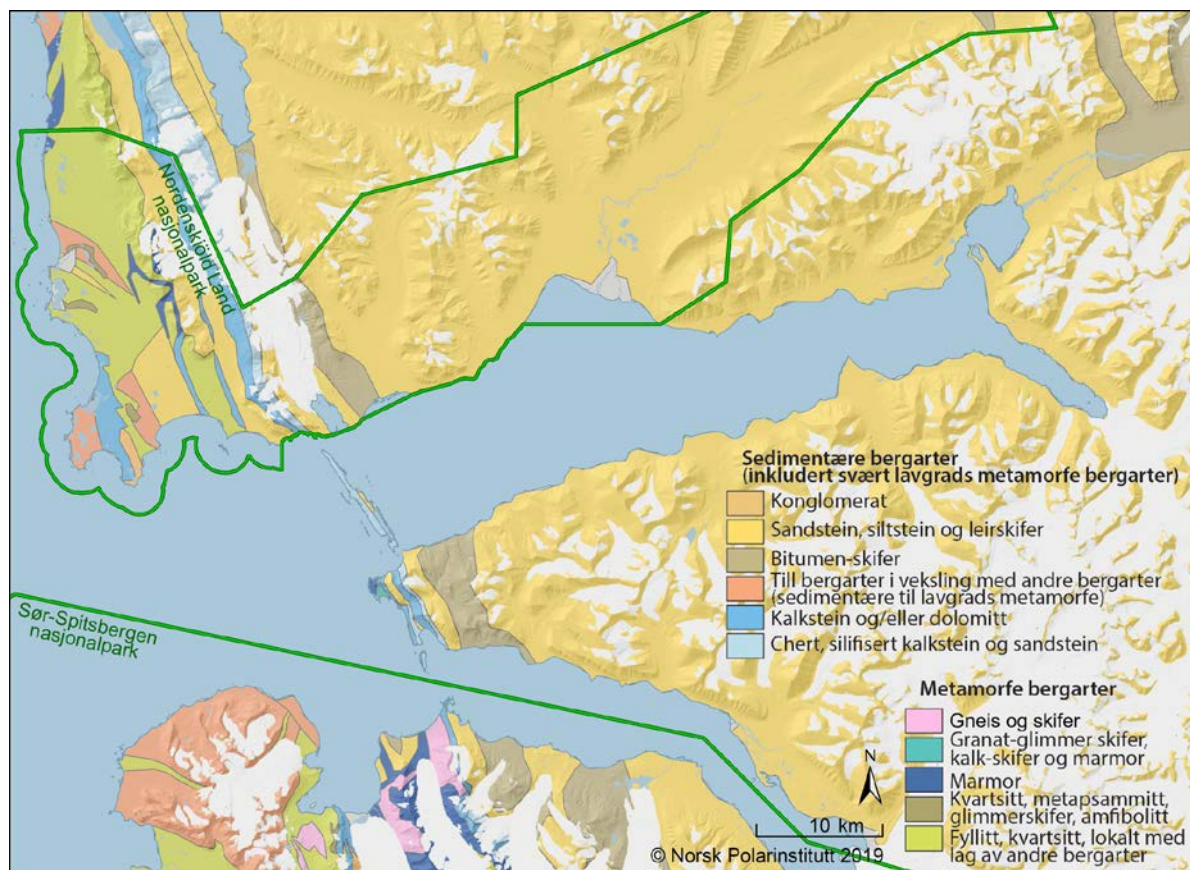 Nordenskiöld Land
nasjonalpark
Sør-Spitsbergen
nasjonalpark
Sedimentære bergarter
(inkludert svært lavgrads metamorfe bergarter)
Konglomerat
Sandstein, siltstein og leirskifer
Bitumen-skifer
Till bergarter i veksling med andre bergarter
(sedimentære til lavgrads metamorfe)
Kalkstein og/eller dolomitt
Chert, silifisert kalkstein og sandstein
Metamorfe bergarter
Gneis og skifer
Granat-glimmer skifer,
kalk-skifer og marmor
Marmor
Kvartsitt, metapsammitt,
glimmerskifer, amfibolitt
Fyllitt, kvartsitt, lokalt med
lag av andre bergarter
N
10 km
© Norsk Polarinstitutt 2019